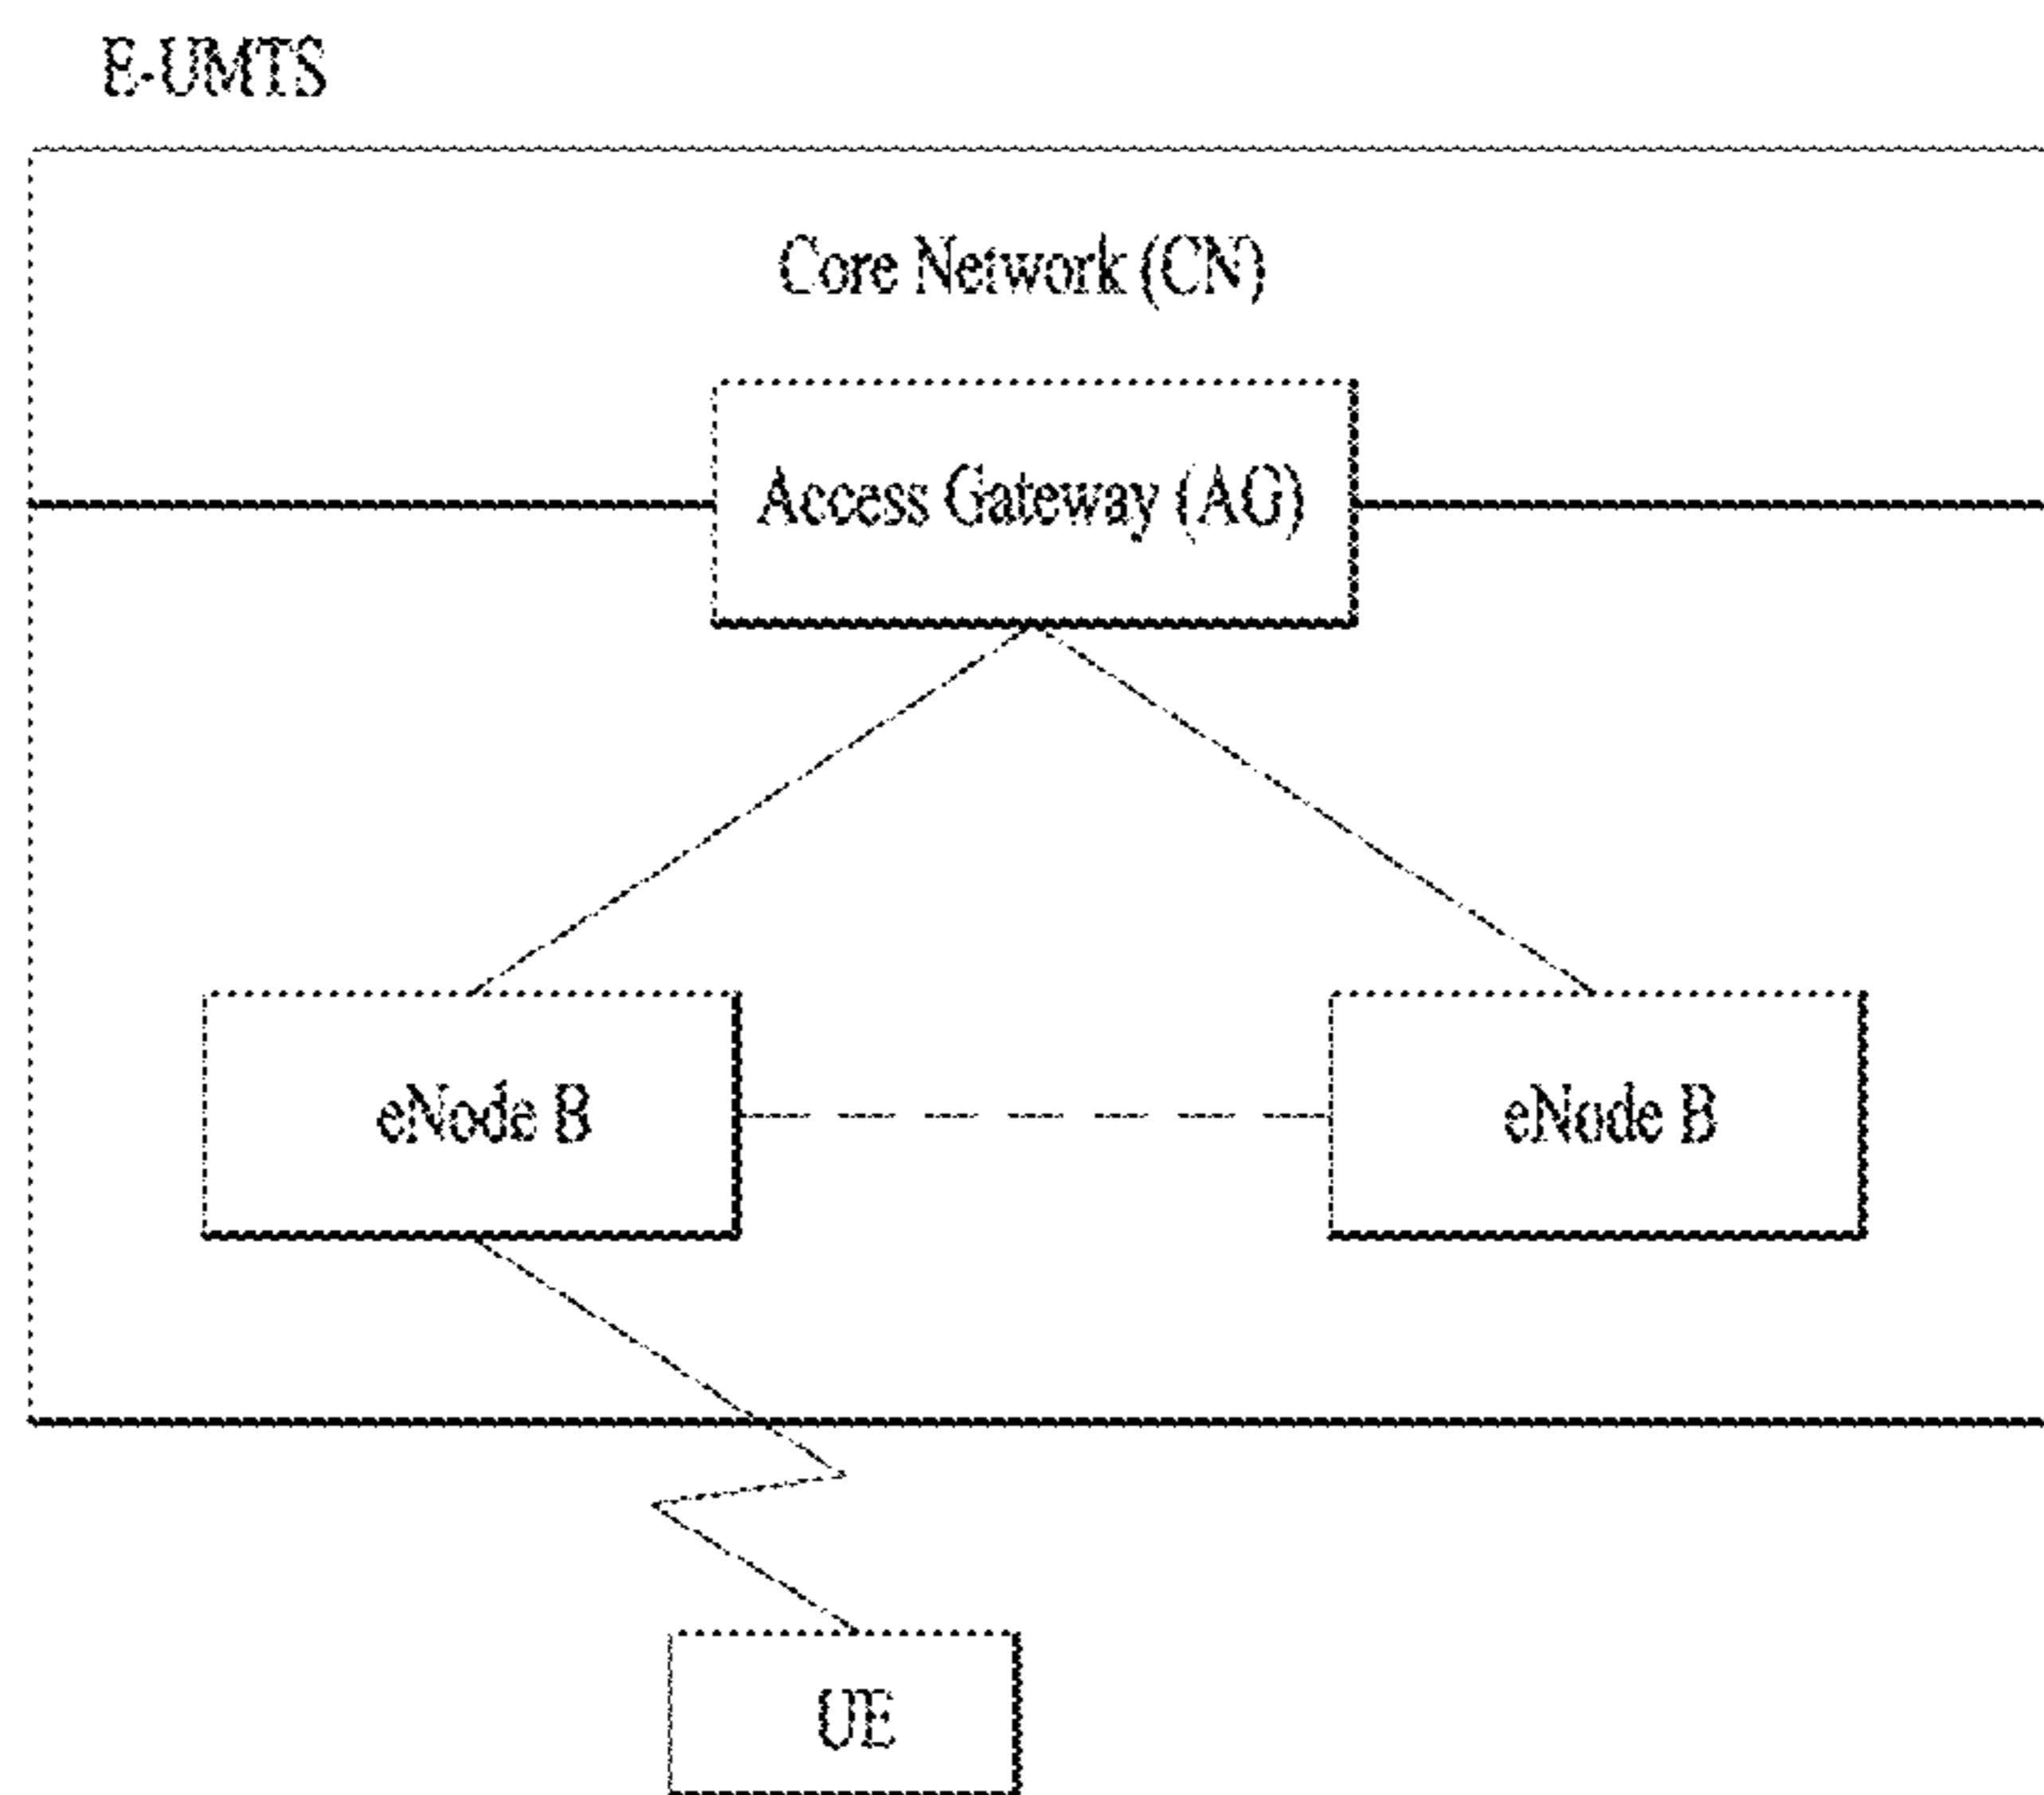 E-UMTS
Core Network (CN)
Access Gateway (AG)
eNode B
eNode B
UE